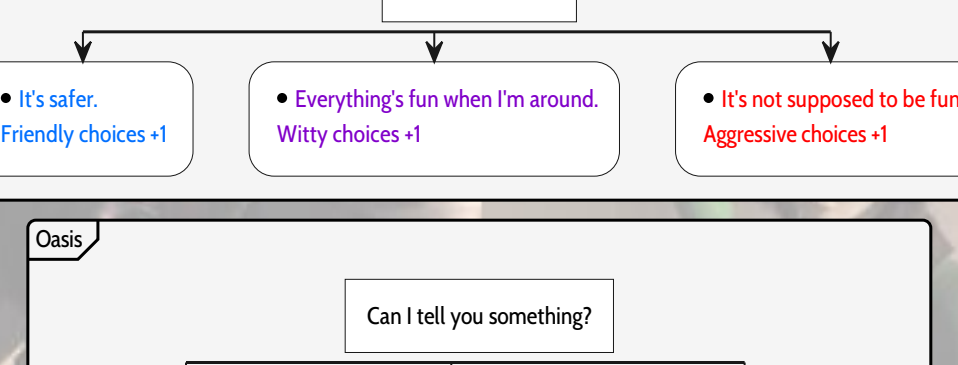 • It's safer.
Friendly choices +1
• Everything's fun when I'm around.
Witty choices +1
• It's not supposed to be fun
Aggressive choices +1
Oasis
Can I tell you something?